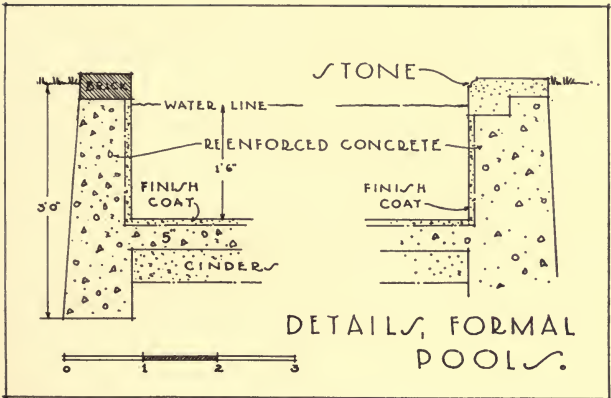 STONE
BRICK
WATER LINE
REENFORCED CONCRETE
1'6"
3'0"
FINISH
COAT
FINISH
COAT
5"
CINDERS
DETAILS, FORMAL
POOLS.
0 1 2 3